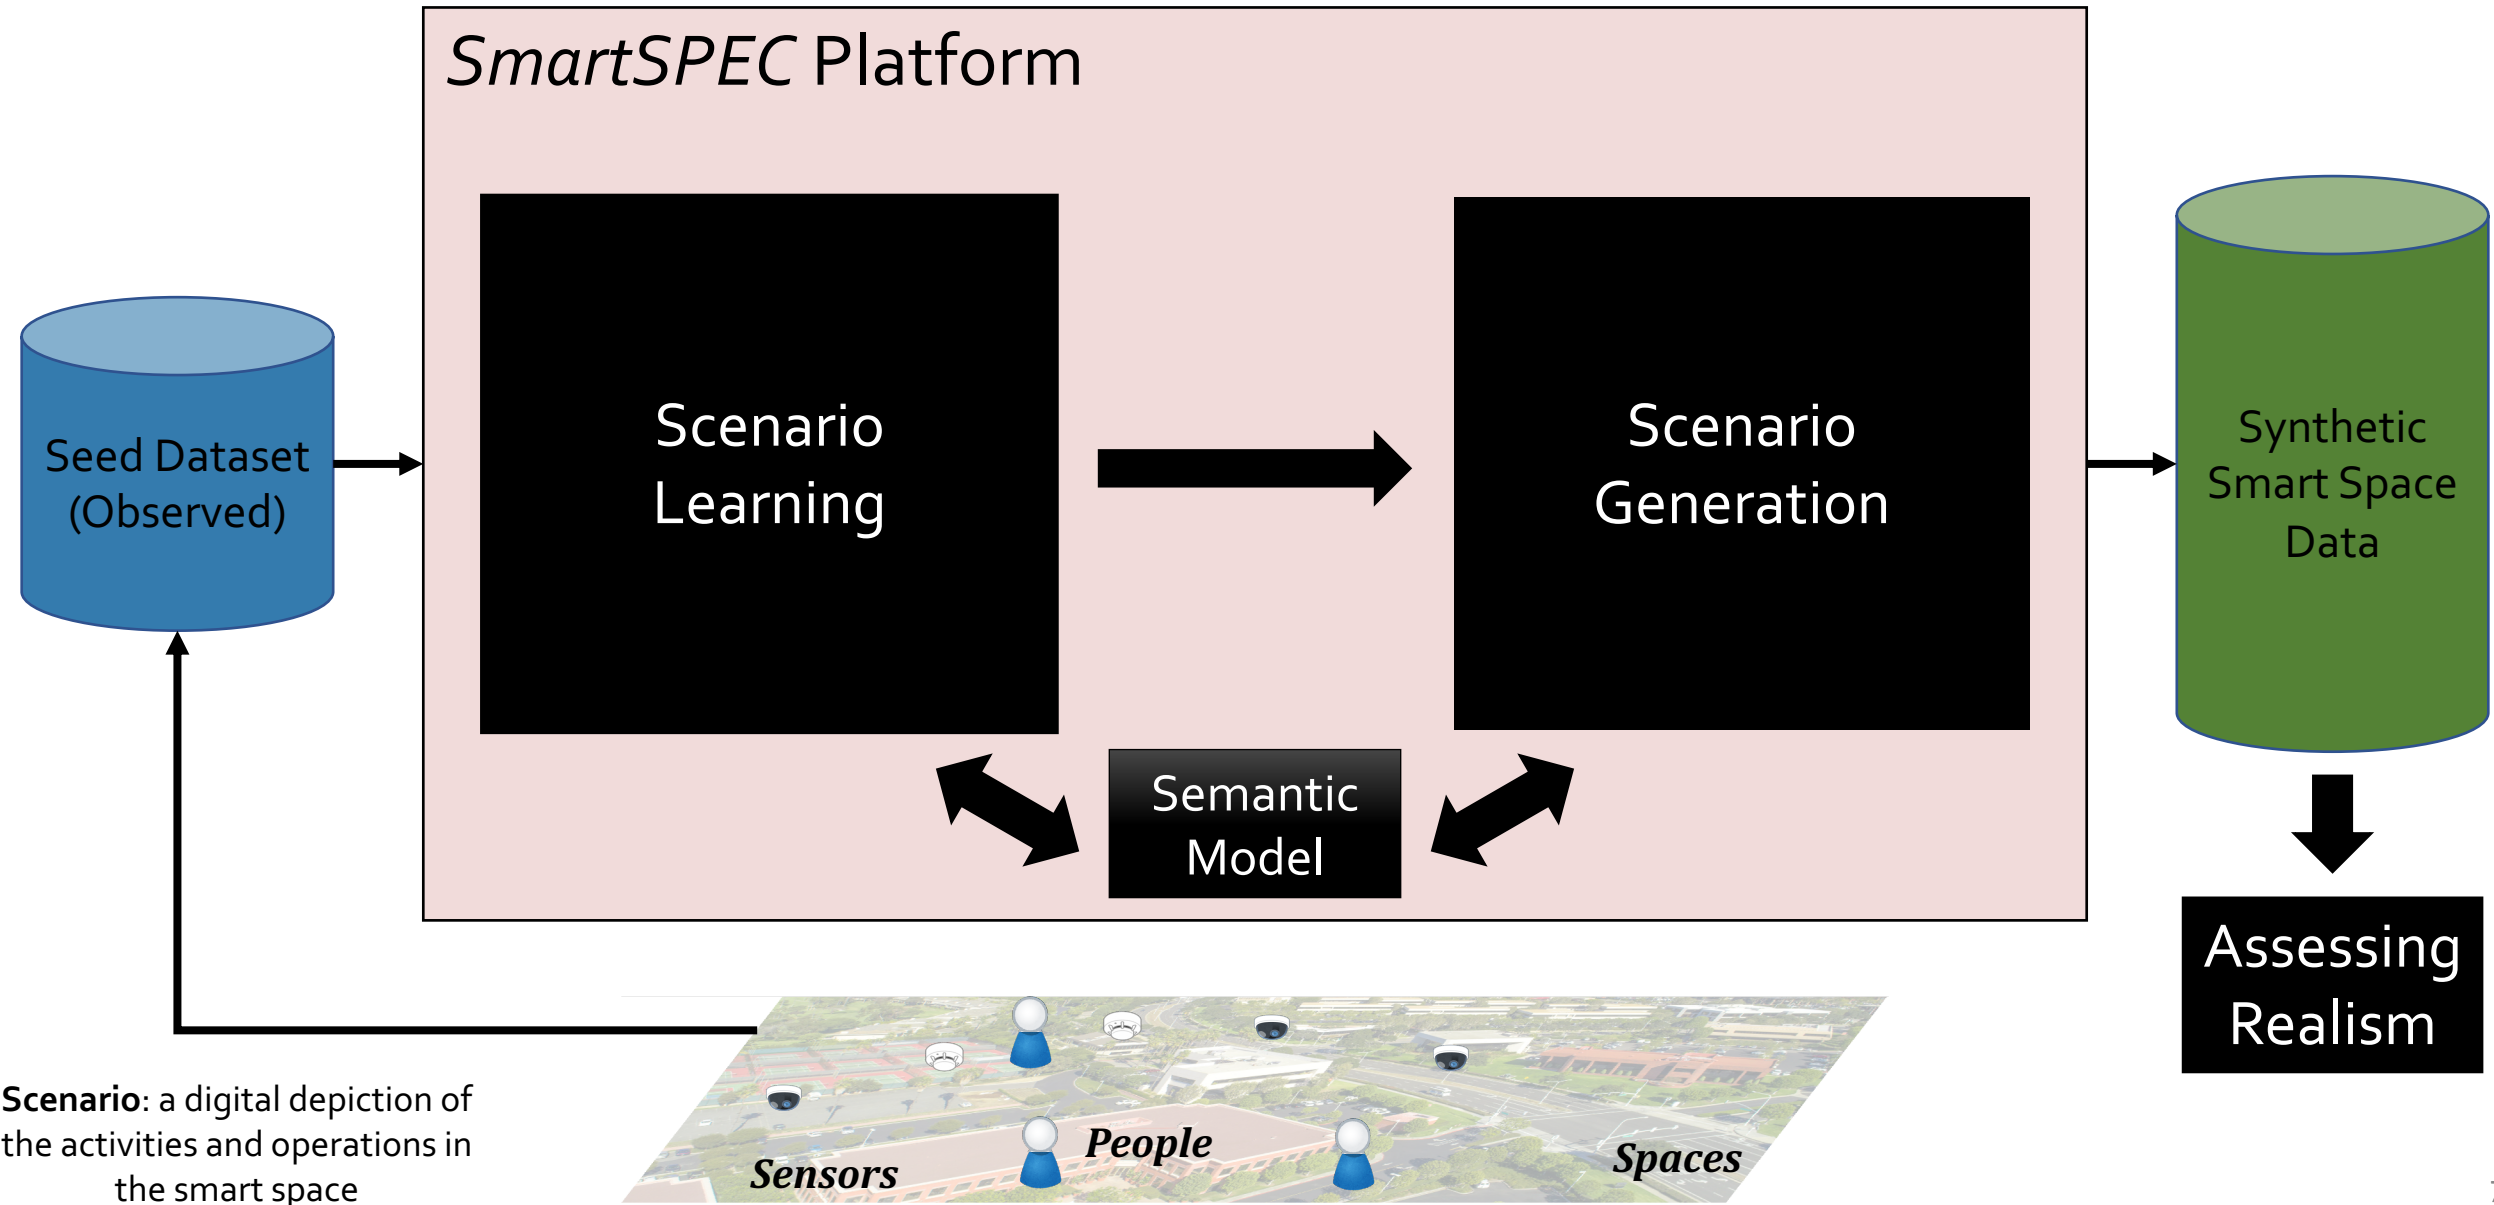 SmartSPEC Platform
Seed Dataset
(Observed)
Scenario
Learning
Scenario
Generation
Synthetic
Smart Space
Data
Semantic
Model
Assessing
Realism
Scenario: a digital depiction of
the activities and operations in
the smart space
Sensors
People
Spaces